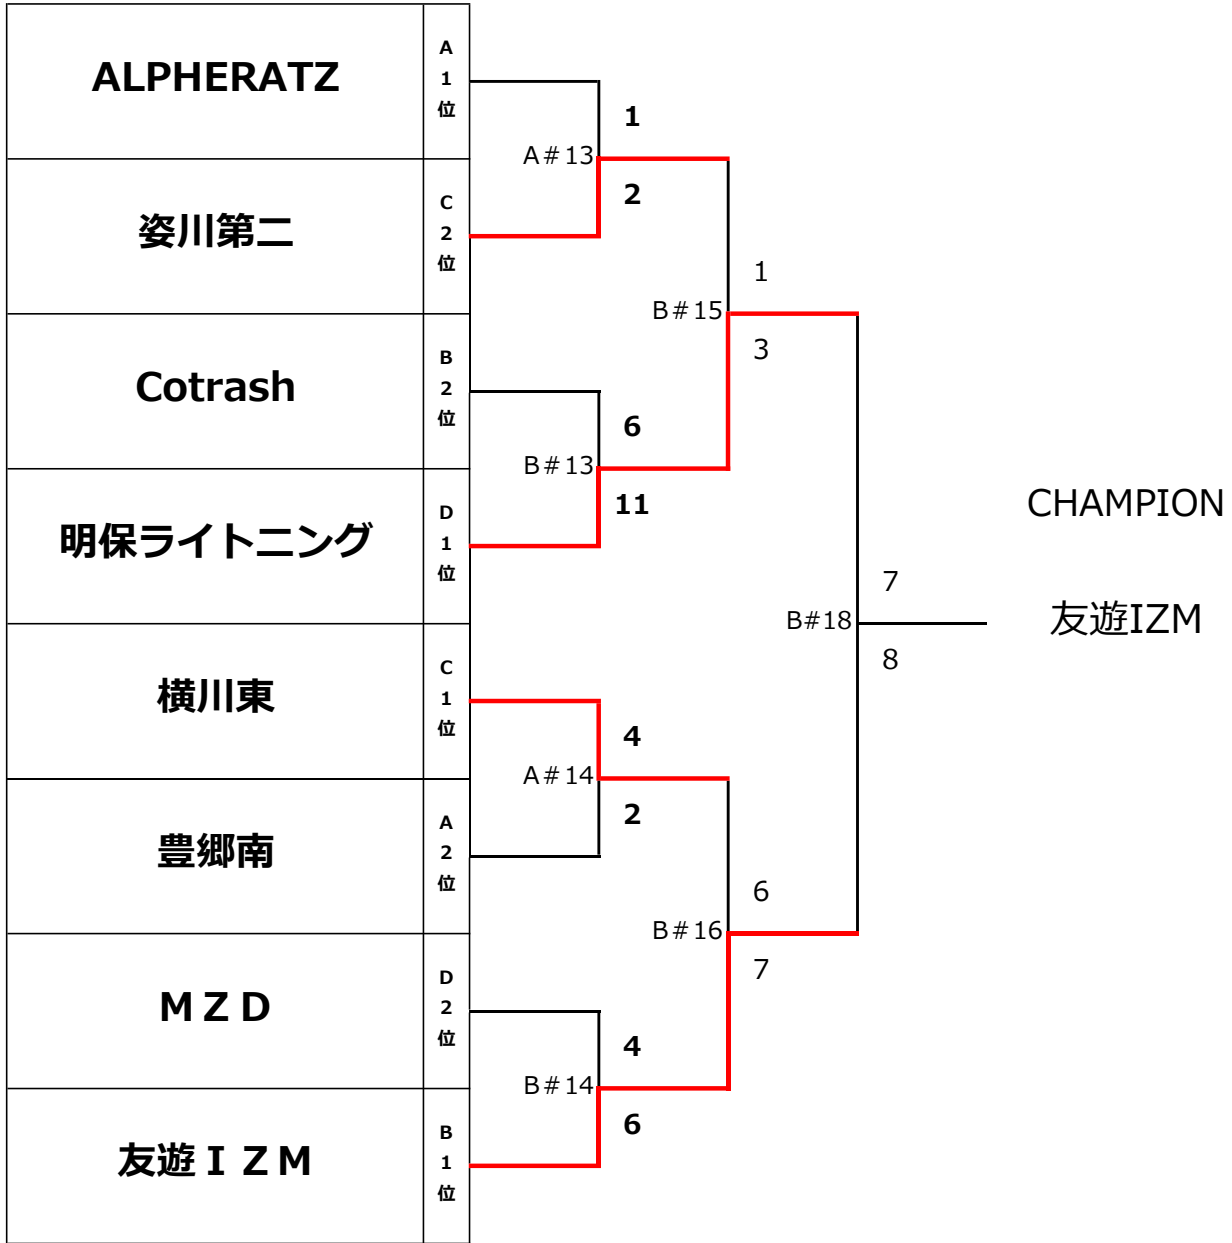 ALPHERATZ
A
1
位
1
A＃13
2
姿川第二
C
2
位
1
B＃15
3
Cotrash
B
2
位
6
B＃13
11
明保ライトニング
D
1
位
CHAMPION
7
B#18
友遊IZM
8
横川東
C
1
位
4
A＃14
2
豊郷南
A
2
位
6
B＃16
7
ＭＺＤ
D
2
位
4
B＃14
6
友遊ＩＺＭ
B
1
位